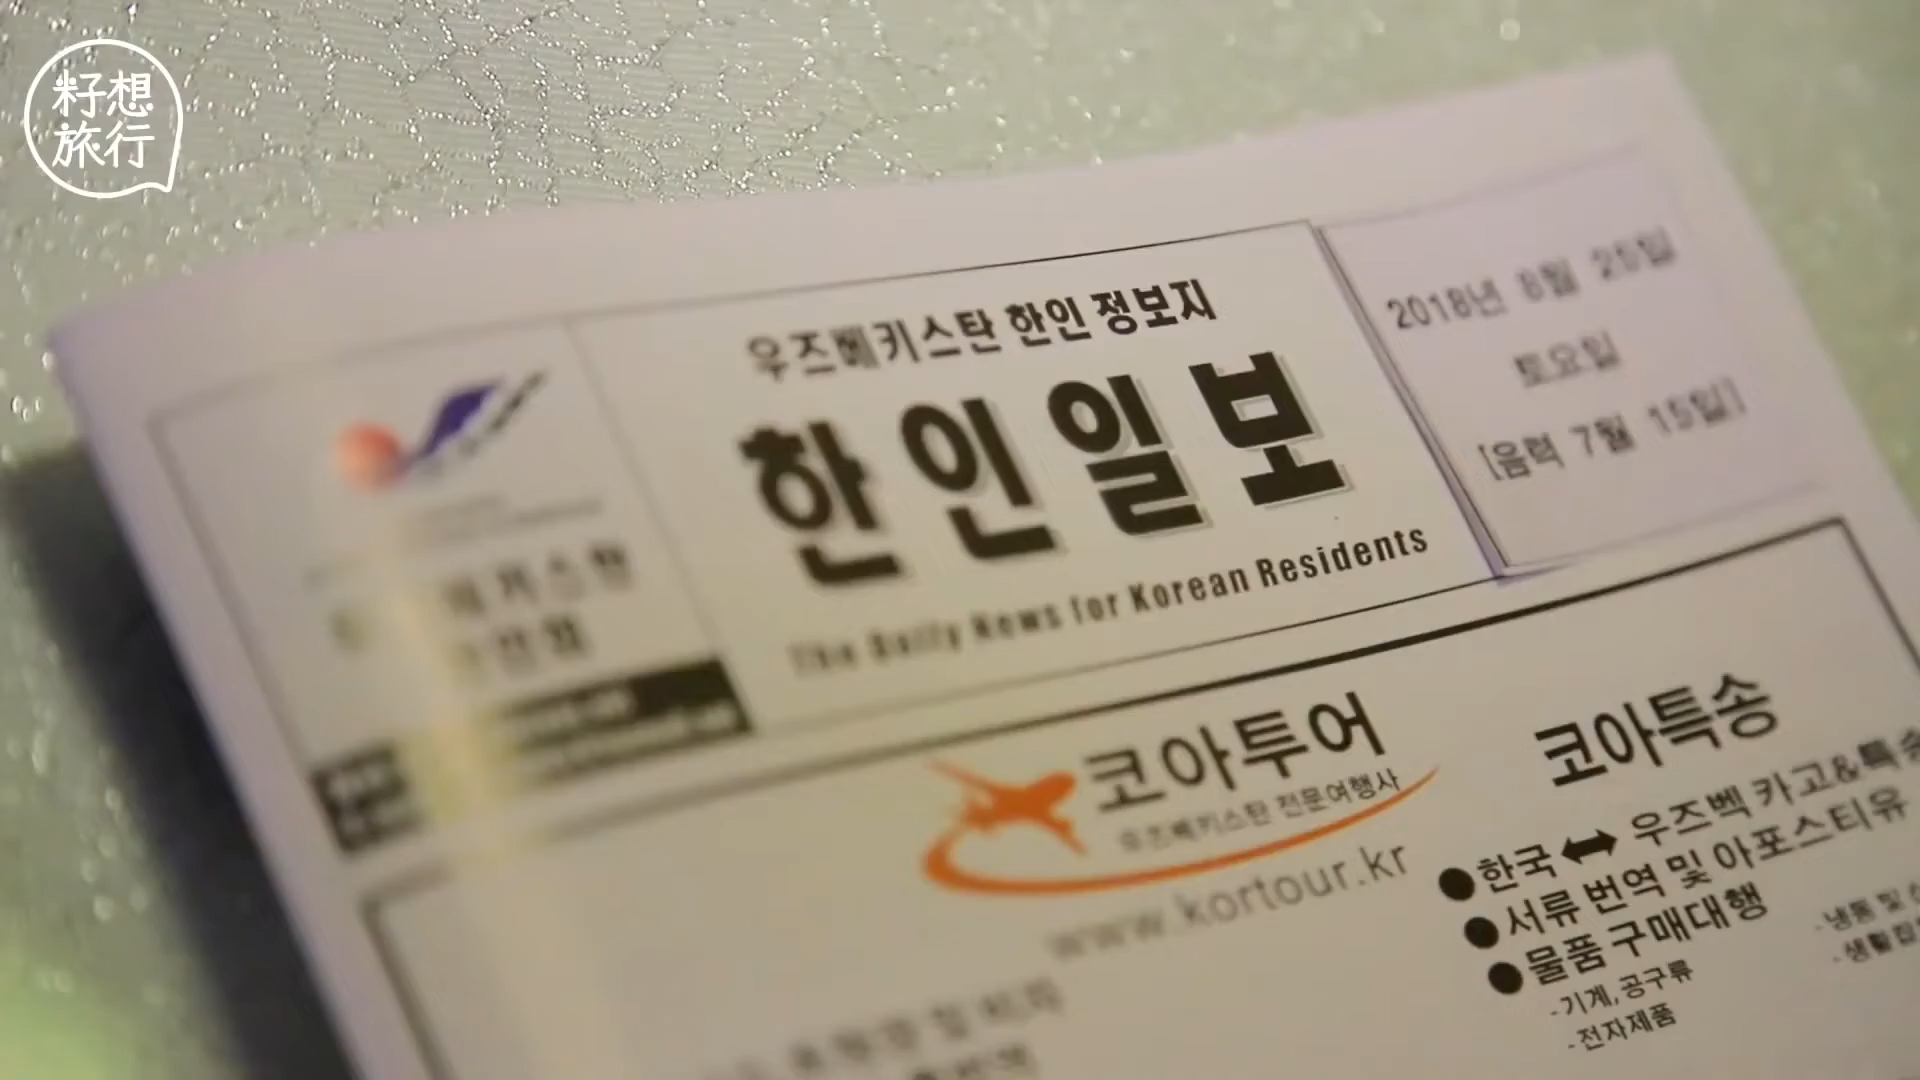 籽想
旅行
우즈베키스탄 한인 정보지
한인일보
The Daily News for Korean Residents
2018년 8월 25일
토요일
[음력 7월 15일]
코아투어
우즈베키스탄 전문여행사
www.kortour.kr
코아특송
●한국 ⬌ 우즈벡 카고&특송
●서류 번역 및 아포스티유
●물품 구매대행
-기계,공구류
-전자제품
-냉동 및